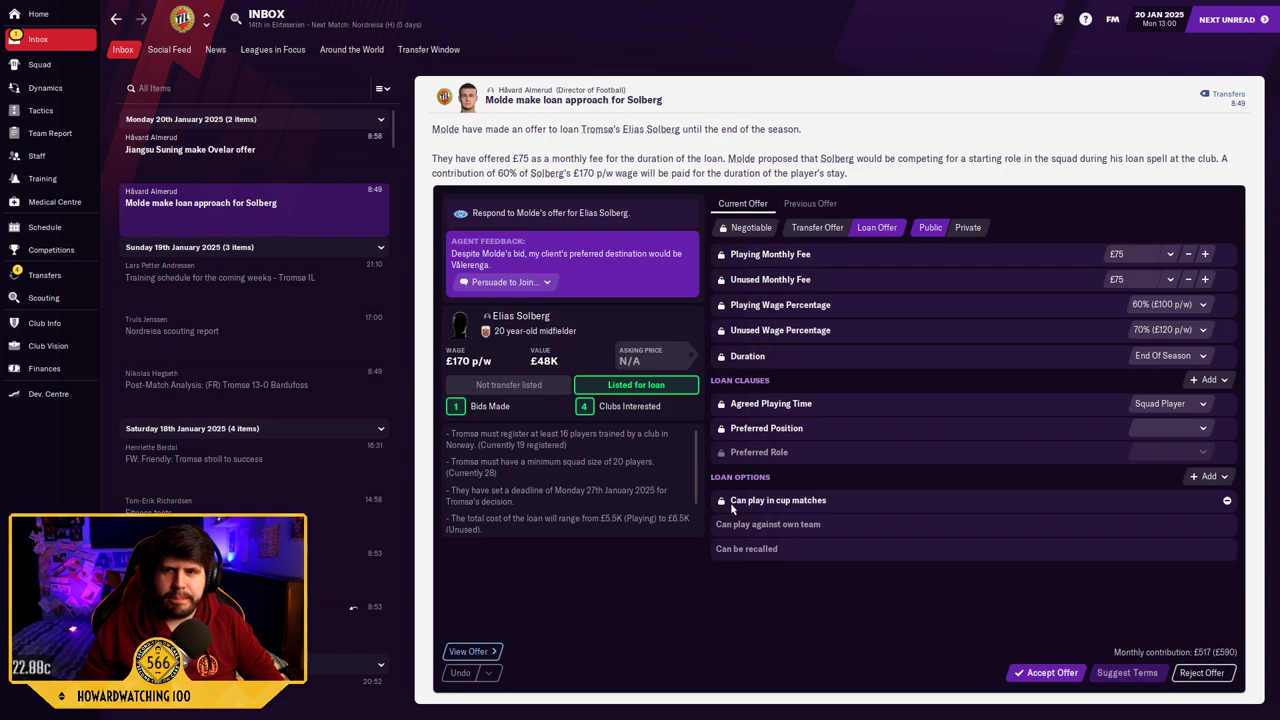 Home
INBOX
14th in Eliteserien - Next Match: Nordreisa (H) (5 days)
FM
20 JAN 2025
Mon 13:00
NEXT UNREAD
1
Inbox
Squad
Dynamics
Tactics
Team Report
Staff
Training
Medical Centre
Schedule
Competitions
4
Transfers
Scouting
Club Info
Club Vision
Finances
Dev. Centre
Inbox
Social Feed
News
Leagues in Focus
Around the World
Transfer Window
All Items
Monday 20th January 2025 (2 items)
Håvard Almerud
8:58
Jiangsu Suning make Ovelar offer
Håvard Almerud
8:49
Molde make loan approach for Solberg
Sunday 19th January 2025 (3 items)
Lars Petter Andressen
21:10
Training schedule for the coming weeks - Tromsø IL
Truls Jenssen
17:00
Nordreisa scouting report
Nikolas Høgseth
8:49
Post-Match Analysis: (FR) Tromsø 13-0 Bardufoss
Saturday 18th January 2025 (4 items)
Henriette Berdal
16:31
FW: Friendly: Tromsø stroll to success
Tom-Erik Richardsen
14:58
Fitness tests
8:53
8:53
20:52
Håvard Almerud (Director of Football)
Molde make loan approach for Solberg
Transfers
8:49
Molde have made an offer to loan Tromsø's Elias Solberg until the end of the season.
They have offered £75 as a monthly fee for the duration of the loan. Molde proposed that Solberg would be competing for a starting role in the squad during his loan spell at the club. A
contribution of 60% of Solberg's £170 p/w wage will be paid for the duration of the player's stay.
Respond to Molde's offer for Elias Solberg.
AGENT FEEDBACK:
Despite Molde's bid, my client's preferred destination would be
Vålerenga.
Persuade to Join...
Elias Solberg
20 year-old midfielder
WAGE
£170 p/w
VALUE
£48K
ASKING PRICE
N/A
Not transfer listed
Listed for loan
1 Bids Made
4 Clubs Interested
- Tromsø must register at least 16 players trained by a club in
Norway. (Currently 19 registered)
- Tromsø must have a minimum squad size of 20 players.
(Currently 28)
- They have set a deadline of Monday 27th January 2025 for
Tromsø's decision.
- The total cost of the loan will range from £5.5K (Playing) to £6.5K
(Unused).
View Offer
Undo
Current Offer
Previous Offer
Negotiable
Transfer Offer
Loan Offer
Public
Private
Playing Monthly Fee
£75
Unused Monthly Fee
£75
Playing Wage Percentage
60% (£100 p/w)
Unused Wage Percentage
70% (£120 p/w)
Duration
End Of Season
LOAN CLAUSES
Add
Agreed Playing Time
Squad Player
Preferred Position
Preferred Role
LOAN OPTIONS
Add
Can play in cup matches
Can play against own team
Can be recalled
Monthly contribution: £517 (£590)
Accept Offer
Suggest Terms
Reject Offer
22.88c
566
HOWARDWATCHING 100